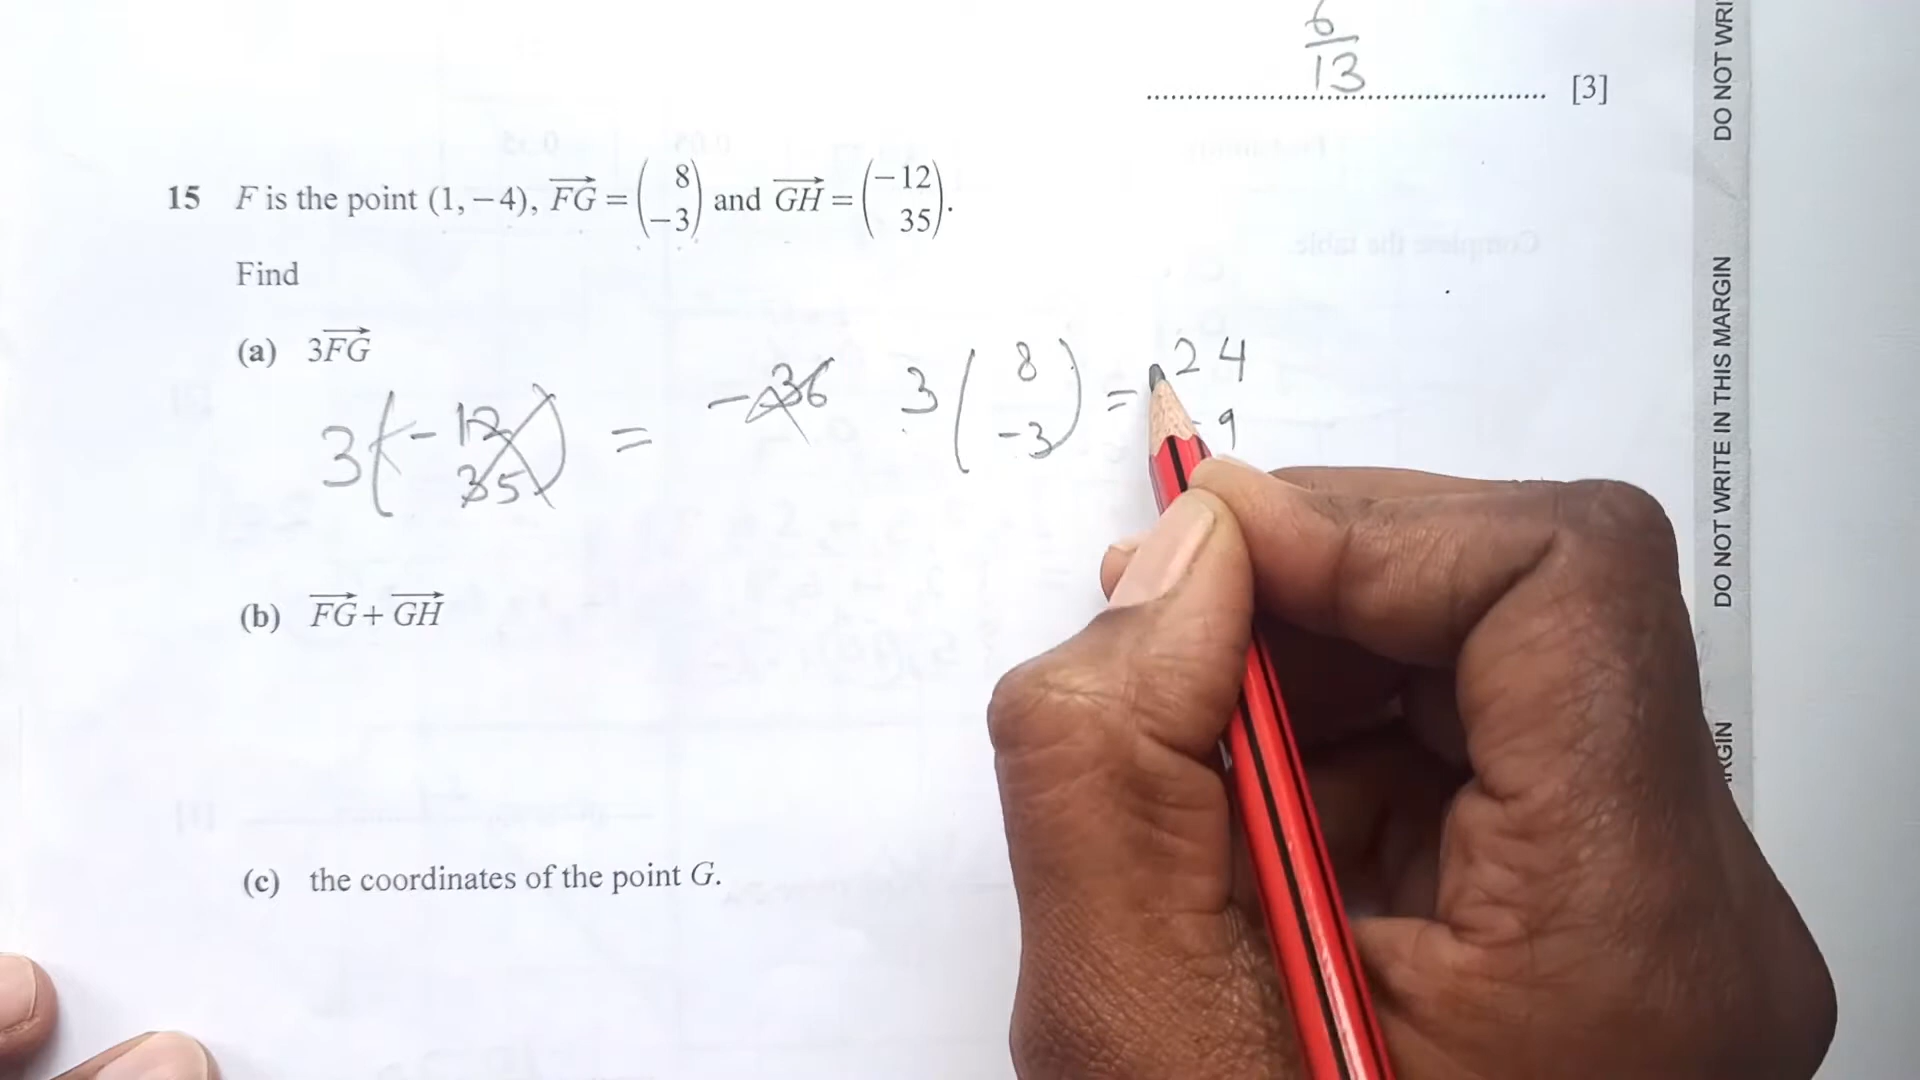 6
13
[3]
15 F is the point (1, −4), FG = (8 −3) and GH = (−12 35).
Find
(a) 3FG
3(−12 35) = −36 3(8 −3) = 24 −9
(b) FG + GH
(c) the coordinates of the point G.
DO NOT WRI
DO NOT WRITE IN THIS MARGIN
RGIN